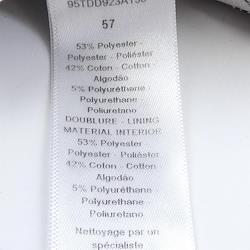 57
53% Polyester -
Polyester - Poliéster
42% Coton - Cotton -
Algodão
5% Polyuréthane -
Polyurethane
Poliuretano
DOUBLURE - LINING
MATERIAL INTERIOR
53% Polyester -
Polyester - Poliéster
42% Coton - Cotton -
Algodão
5% Polyuréthane -
Polyurethane -
Poliuretano
Nettoyage par un
spécialiste